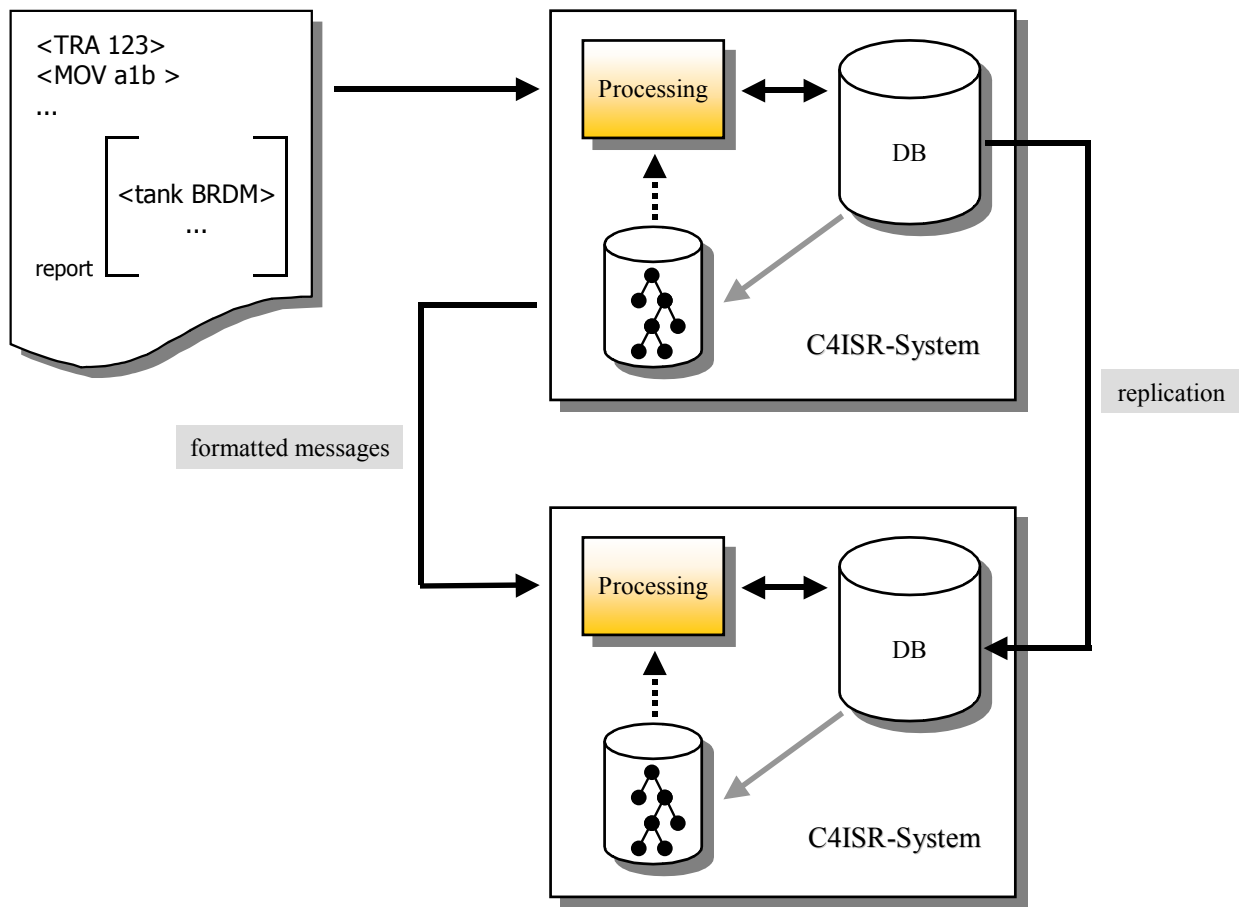 <TRA 123>
<MOV a1b >
...
<tank BRDM>
...
report
Processing
DB
C4ISR-System
replication
formatted messages
Processing
DB
C4ISR-System